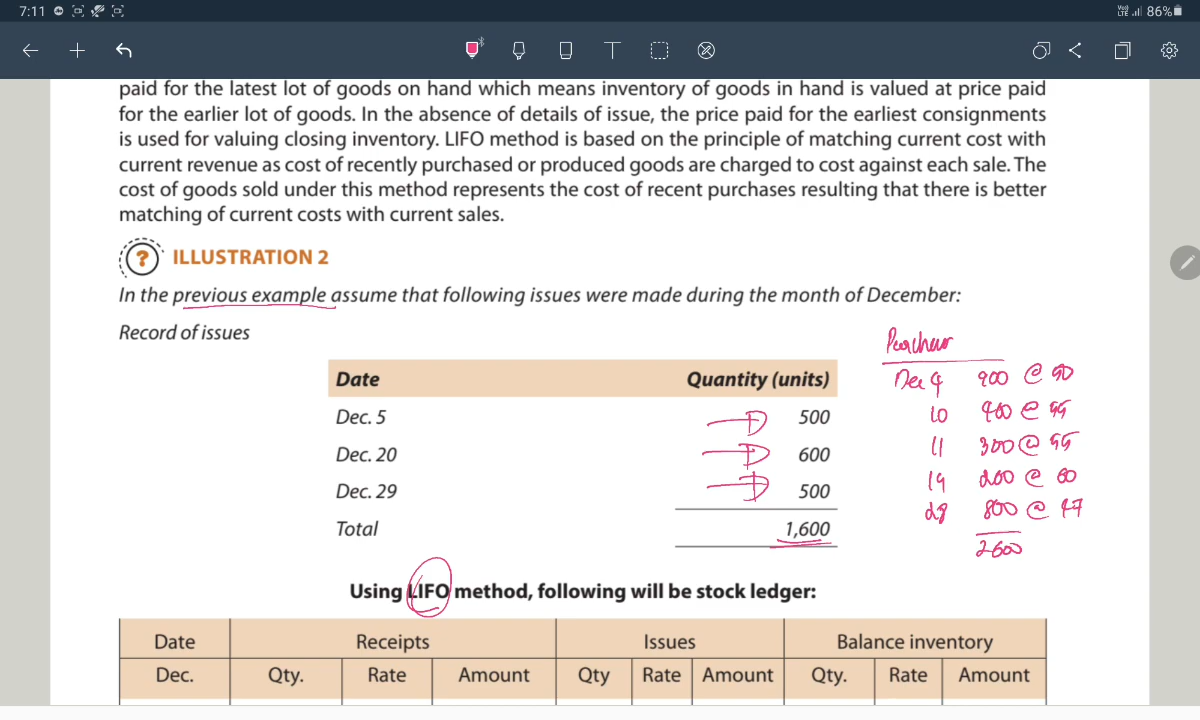 7:11
86%
paid for the latest lot of goods on hand which means inventory of goods in hand is valued at price paid
for the earlier lot of goods. In the absence of details of issue, the price paid for the earliest consignments
is used for valuing closing inventory. LIFO method is based on the principle of matching current cost with
current revenue as cost of recently purchased or produced goods are charged to cost against each sale. The
cost of goods sold under this method represents the cost of recent purchases resulting that there is better
matching of current costs with current sales.
? ILLUSTRATION 2
In the previous example assume that following issues were made during the month of December:
Record of issues
Date Quantity (units)
Dec. 5 500
Dec. 20 600
Dec. 29 500
Total 1,600
Dec 4 900 @ 50
10 400 @ 55
11 300 @ 55
19 200 @ 60
28 800 @ 47
2600
Using LIFO method, following will be stock ledger:
Date Receipts Issues Balance inventory
Dec. Qty. Rate Amount Qty Rate Amount Qty. Rate Amount